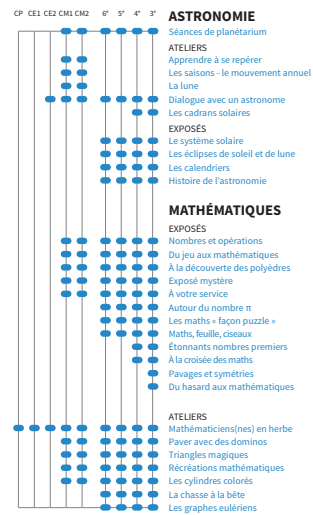 CP CE1 CE2 CM1 CM2 6e 5e 4e 3e
ASTRONOMIE
Séances de planétarium
ATELIERS
Apprendre à se repérer
Les saisons - le mouvement annuel
La lune
Dialogue avec un astronome
Les cadrans solaires
EXPOSÉS
Le système solaire
Les éclipses de soleil et de lune
Les calendriers
Histoire de l'astronomie
MATHÉMATIQUES
EXPOSÉS
Nombres et opérations
Du jeu aux mathématiques
À la découverte des polyèdres
Exposé mystère
À votre service
Autour du nombre π
Les maths « façon puzzle »
Maths, feuille, ciseaux
Étonnants nombres premiers
À la croisée des maths
Pavages et symétries
Du hasard aux mathématiques
ATELIERS
Mathématiciens(nes) en herbe
Paver avec des dominos
Triangles magiques
Récréations mathématiques
Les cylindres colorés
La chasse à la bête
Les graphes eulériens